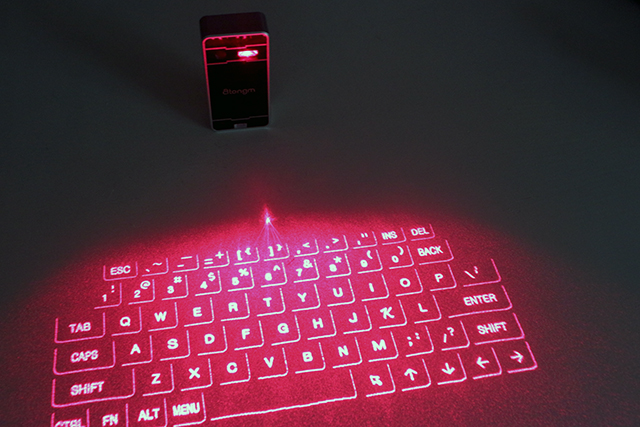 ESC ~ ` _ - = + [ { ] } , < . > , " INS DEL
1 ! 2 @ 3 # 4 $ 5 % 6 ^ 7 & 8 * 9 ( 0 ) BACK
TAB Q W E R T Y U I O P \ |
CAPS A S D F G H J K L ENTER
SHIFT Z X C V B N M ; : / ? SHIFT
CTRL FN ALT MENU ↑ ↓ ← →